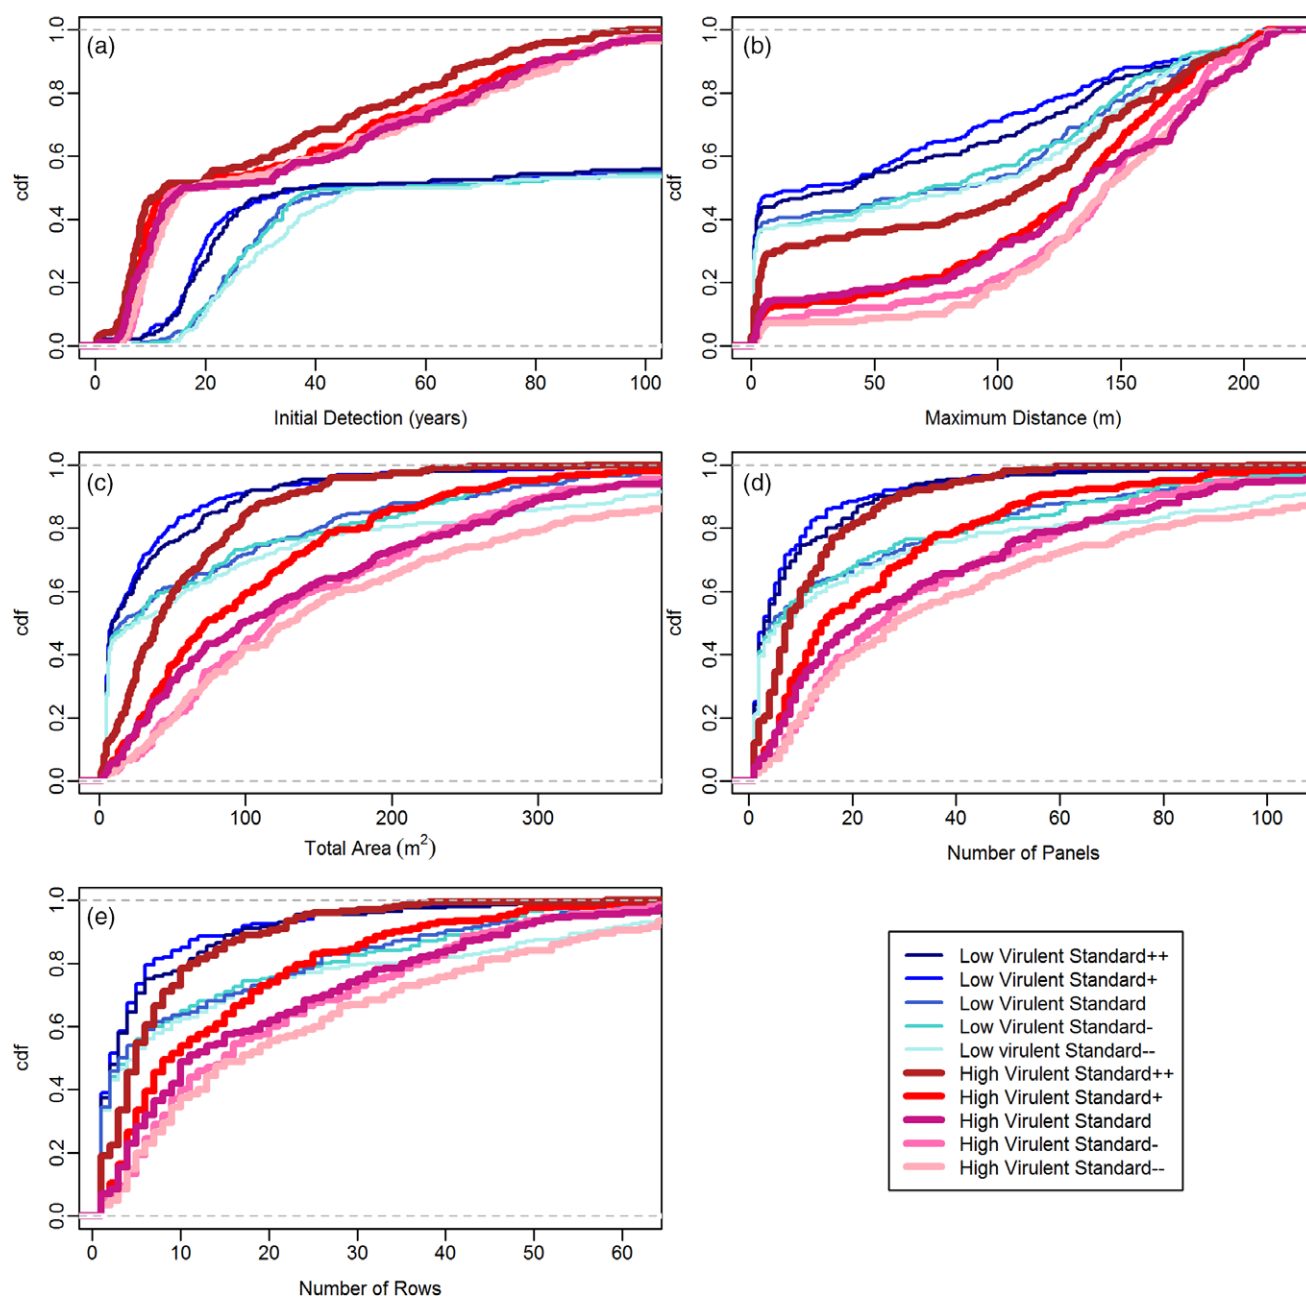 (a)
cdf
0.0 0.2 0.4 0.6 0.8 1.0
0 20 40 60 80 100
Initial Detection (years)
(b)
cdf
0.0 0.2 0.4 0.6 0.8 1.0
0 50 100 150 200
Maximum Distance (m)
(c)
cdf
0.0 0.2 0.4 0.6 0.8 1.0
0 100 200 300
Total Area (m²)
(d)
cdf
0.0 0.2 0.4 0.6 0.8 1.0
0 20 40 60 80 100
Number of Panels
(e)
cdf
0.0 0.2 0.4 0.6 0.8 1.0
0 10 20 30 40 50 60
Number of Rows
Low Virulent Standard++
Low Virulent Standard+
Low Virulent Standard
Low Virulent Standard-
Low virulent Standard--
High Virulent Standard++
High Virulent Standard+
High Virulent Standard
High Virulent Standard-
High Virulent Standard--